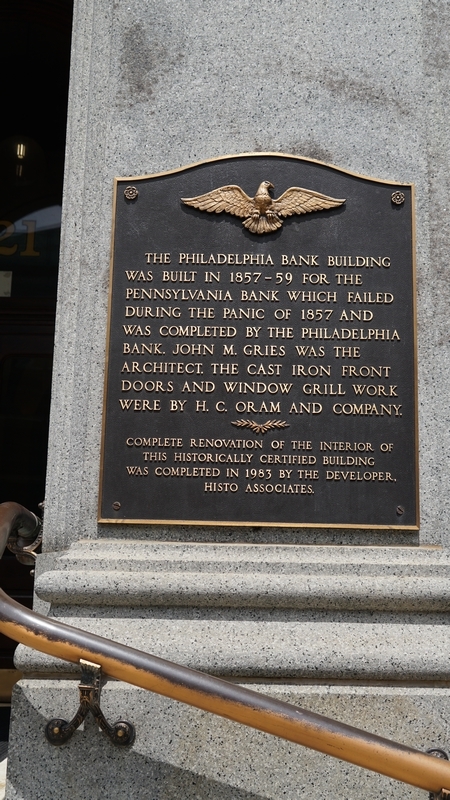 21
THE PHILADELPHIA BANK BUILDING
WAS BUILT IN 1857-59 FOR THE
PENNSYLVANIA BANK WHICH FAILED
DURING THE PANIC OF 1857 AND
WAS COMPLETED BY THE PHILADELPHIA
BANK. JOHN M. GRIES WAS THE
ARCHITECT. THE CAST IRON FRONT
DOORS AND WINDOW GRILL WORK
WERE BY H. C. ORAM AND COMPANY.
COMPLETE RENOVATION OF THE INTERIOR OF
THIS HISTORICALLY CERTIFIED BUILDING
WAS COMPLETED IN 1983 BY THE DEVELOPER,
HISTO ASSOCIATES.